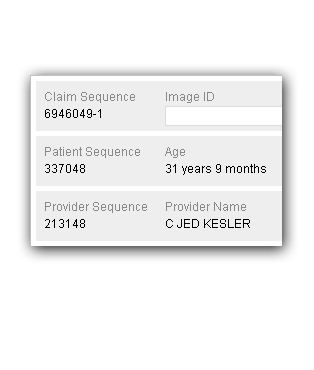 Claim Sequence Image ID
6946049-1
Patient Sequence Age
337048 31 years 9 months
Provider Sequence Provider Name
213148 C JED KESLER